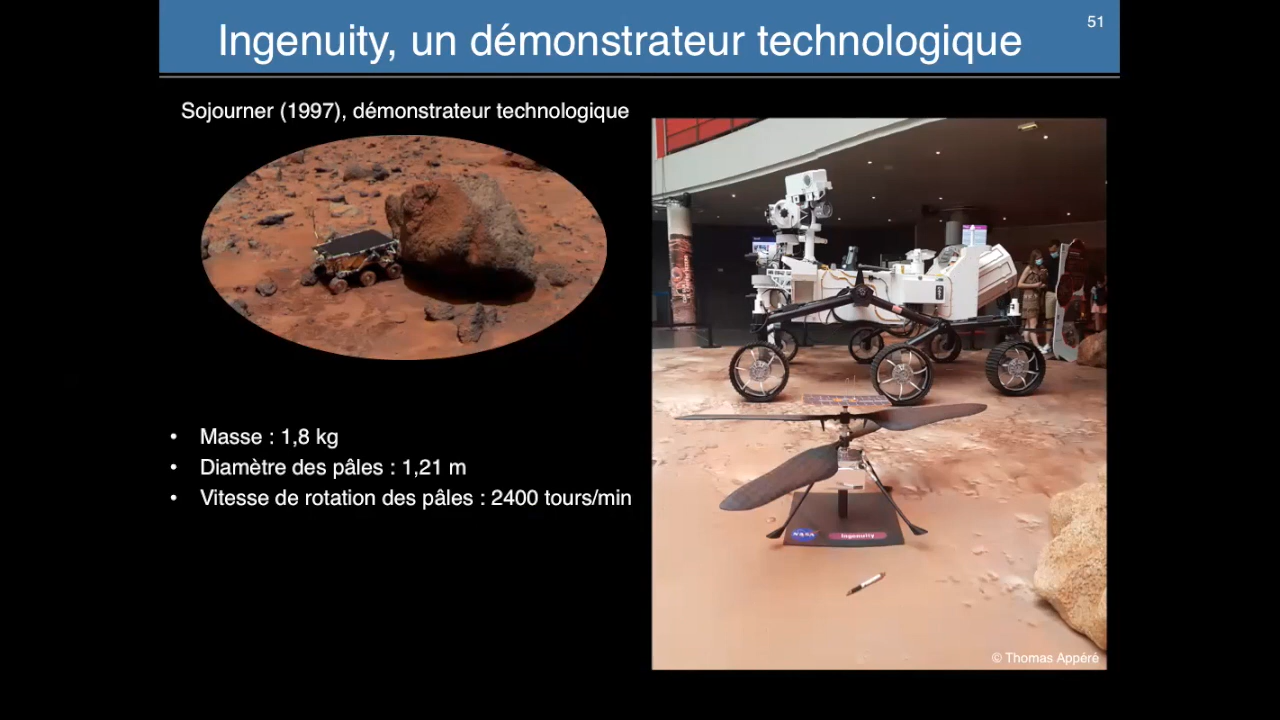 Ingenuity, un démonstrateur technologique
51
Sojourner (1997), démonstrateur technologique
• Masse : 1,8 kg
• Diamètre des pâles : 1,21 m
• Vitesse de rotation des pâles : 2400 tours/min
NASA
Ingenuity
© Thomas Appéré